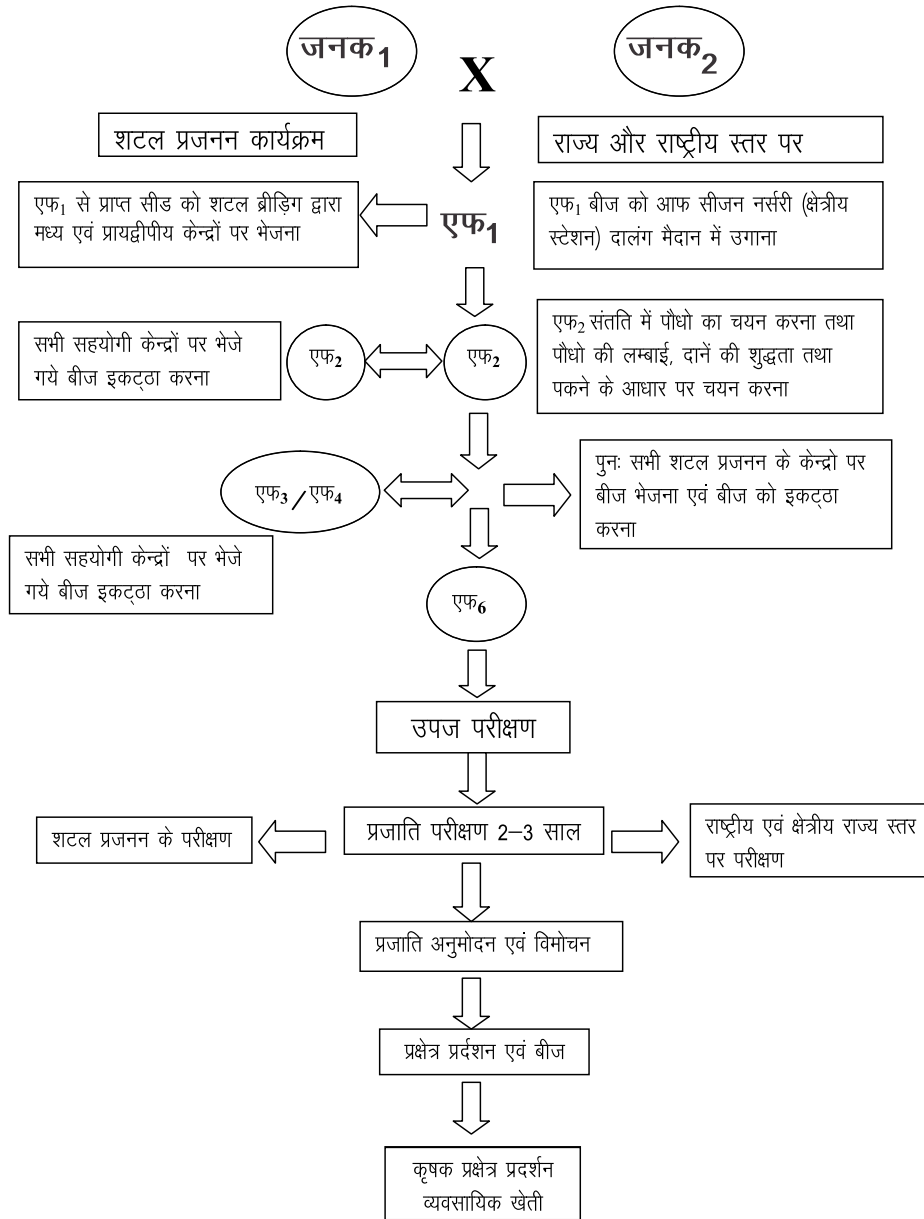 जनक₁
X
जनक₂
शटल प्रजनन कार्यक्रम
राज्य और राष्ट्रीय स्तर पर
एफ₁ से प्राप्त सीड को शटल ब्रीड़िग द्वारा
मध्य एवं प्रायद्वीपीय केन्द्रों पर भेजना
एफ₁
एफ₁ बीज को आफ सीजन नर्सरी (क्षेत्रीय
स्टेशन) दालंग मैदान में उगाना
सभी सहयोगी केन्द्रों पर भेजे
गये बीज इकट्ठा करना
एफ₂
एफ₂
एफ₂ संतति में पौधो का चयन करना तथा
पौधो की लम्बाई, दानें की शुद्धता तथा
पकने के आधार पर चयन करना
एफ₃ / एफ₄
पुनः सभी शटल प्रजनन के केन्द्रो पर
बीज भेजना एवं बीज को इकट्ठा
करना
सभी सहयोगी केन्द्रों पर भेजे
गये बीज इकट्ठा करना
एफ₆
उपज परीक्षण
शटल प्रजनन के परीक्षण
प्रजाति परीक्षण 2–3 साल
राष्ट्रीय एवं क्षेत्रीय राज्य स्तर
पर परीक्षण
प्रजाति अनुमोदन एवं विमोचन
प्रक्षेत्र प्रर्दशन एवं बीज
कृषक प्रक्षेत्र प्रदर्शन
व्यवसायिक खेती